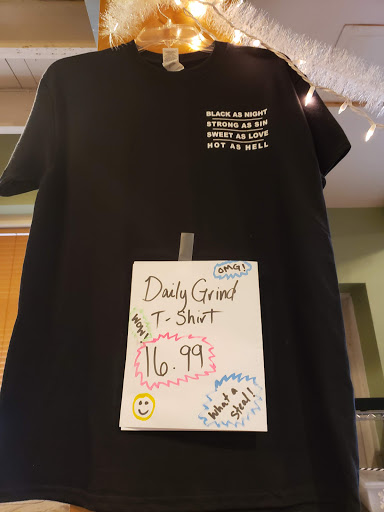 BLACK AS NIGHT
STRONG AS SIN
SWEET AS LOVE
HOT AS HELL
OMG!
Daily Grind
T-Shirt
WOW!
16.99
What a
Steal!